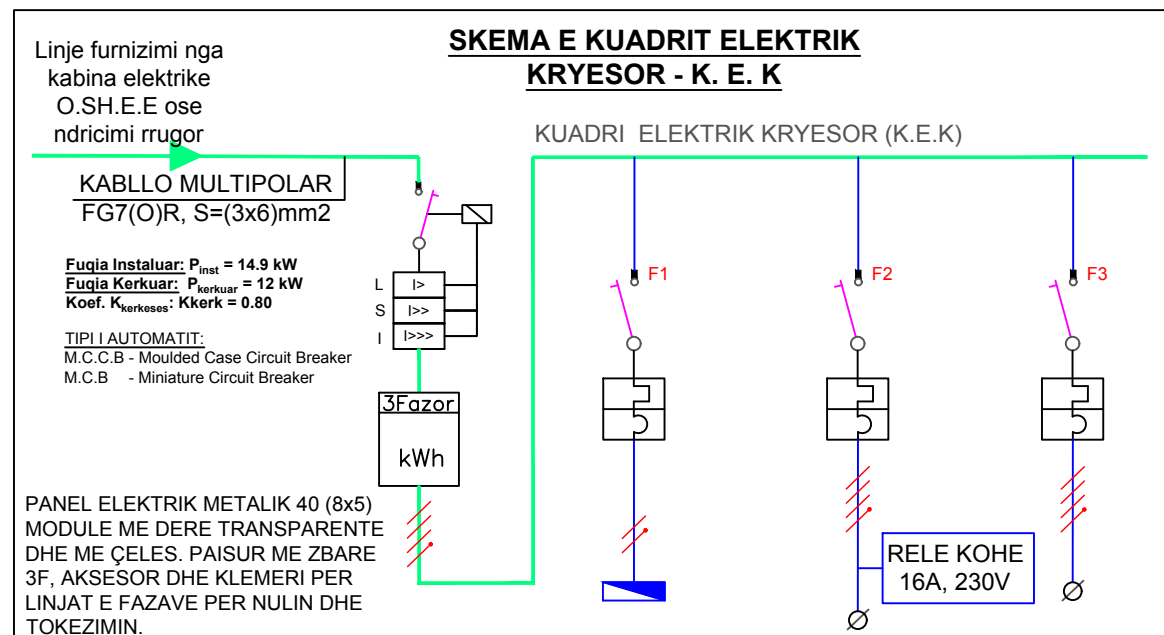 SKEMA E KUADRIT ELEKTRIK
KRYESOR - K. E. K
Linje furnizimi nga
kabina elektrike
O.SH.E.E ose
ndricimi rrugor
KUADRI ELEKTRIK KRYESOR (K.E.K)
KABLLO MULTIPOLAR
FG7(O)R, S=(3x6)mm2
Fuqia Instaluar: Pinst = 14.9 kW
Fuqia Kerkuar: Pkerkuar = 12 kW
Koef. Kkerkeses: Kkerk = 0.80
TIPI I AUTOMATIT:
M.C.C.B - Moulded Case Circuit Breaker
M.C.B - Miniature Circuit Breaker
L I>
S I>>
I I>>>
3Fazor
kWh
F1
F2
F3
PANEL ELEKTRIK METALIK 40 (8x5)
MODULE ME DERE TRANSPARENTE
DHE ME ÇELES. PAISUR ME ZBARE
3F, AKSESOR DHE KLEMERI PER
LINJAT E FAZAVE PER NULIN DHE
TOKEZIMIN.
RELE KOHE
16A, 230V